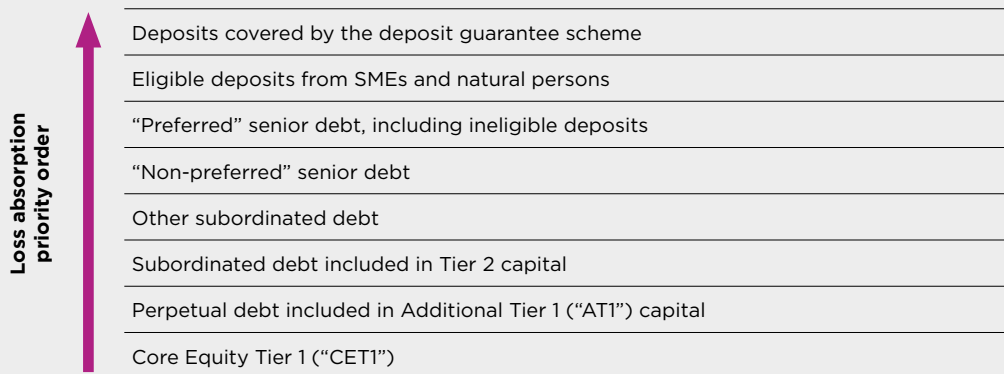 Loss absorption
priority order
Deposits covered by the deposit guarantee scheme
Eligible deposits from SMEs and natural persons
“Preferred” senior debt, including ineligible deposits
“Non-preferred” senior debt
Other subordinated debt
Subordinated debt included in Tier 2 capital
Perpetual debt included in Additional Tier 1 (“AT1”) capital
Core Equity Tier 1 (“CET1”)